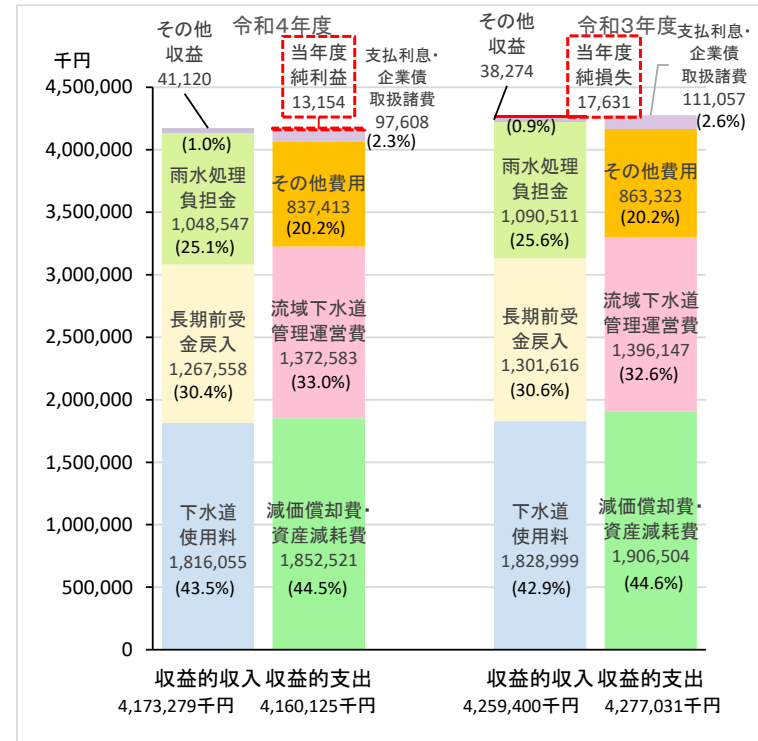 千円
令和4年度
令和3年度
4,500,000
4,000,000
3,500,000
3,000,000
2,500,000
2,000,000
1,500,000
1,000,000
500,000
0
その他
収益
41,120
(1.0%)
雨水処理
負担金
1,048,547
(25.1%)
長期前受
金戻入
1,267,558
(30.4%)
下水道
使用料
1,816,055
(43.5%)
収益的収入
4,173,279千円
当年度
純利益
13,154
支払利息・
企業債
取扱諸費
97,608
(2.3%)
その他費用
837,413
(20.2%)
流域下水道
管理運営費
1,372,583
(33.0%)
減価償却費・
資産減耗費
1,852,521
(44.5%)
収益的支出
4,160,125千円
その他
収益
38,274
(0.9%)
雨水処理
負担金
1,090,511
(25.6%)
長期前受
金戻入
1,301,616
(30.6%)
下水道
使用料
1,828,999
(42.9%)
収益的収入
4,259,400千円
当年度
純損失
17,631
支払利息・
企業債
取扱諸費
111,057
(2.6%)
その他費用
863,323
(20.2%)
流域下水道
管理運営費
1,396,147
(32.6%)
減価償却費・
資産減耗費
1,906,504
(44.6%)
収益的支出
4,277,031千円